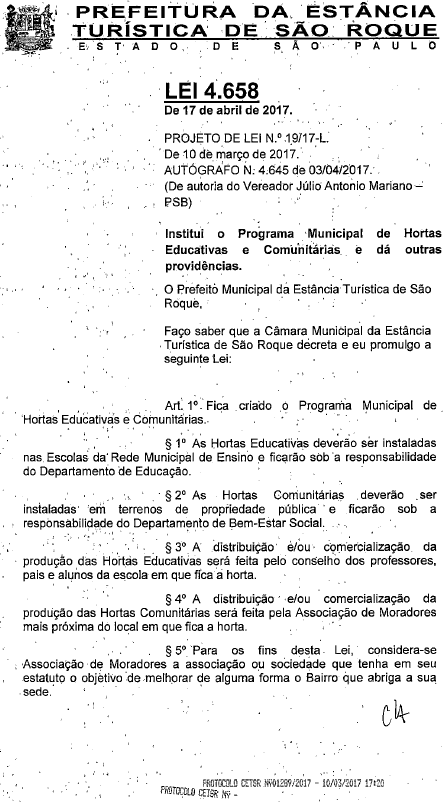 PREFEITURA DA ESTÂNCIA
TURÍSTICA DE SÃO ROQUE
ESTADO DE SÃO PAULO
LEI 4.658
De 17 de abril de 2017.
PROJETO DE LEI N.º 19/17-L.
De 10 de março de 2017.
AUTÓGRAFO N. 4.645 de 03/04/2017.
(De autoria do Vereador Júlio Antonio Mariano –
PSB)
Institui o Programa Municipal de Hortas
Educativas e Comunitárias e dá outras
providências.
O Prefeito Municipal da Estância Turística de São
Roque,
Faço saber que a Câmara Municipal da Estância
Turística de São Roque decreta e eu promulgo a
seguinte Lei:
Art. 1º Fica criado o Programa Municipal de
Hortas Educativas e Comunitárias.
§ 1º As Hortas Educativas deverão ser instaladas
nas Escolas da Rede Municipal de Ensino e ficarão sob a responsabilidade
do Departamento de Educação.
§ 2º As Hortas Comunitárias deverão ser
instaladas em terrenos de propriedade pública e ficarão sob a
responsabilidade do Departamento de Bem-Estar Social.
§ 3º A distribuição e/ou comercialização da
produção das Hortas Educativas será feita pelo conselho dos professores,
pais e alunos da escola em que fica a horta.
§ 4º A distribuição e/ou comercialização da
produção das Hortas Comunitárias será feita pela Associação de Moradores
mais próxima do local em que fica a horta.
§ 5º Para os fins desta Lei, considera-se
Associação de Moradores a associação ou sociedade que tenha em seu
estatuto o objetivo de melhorar de alguma forma o Bairro que abriga a sua
sede.
PROTOCOLO CETSR Nº01289/2017 - 10/03/2017 17:20
PROTOCOLO CETSR Nº -